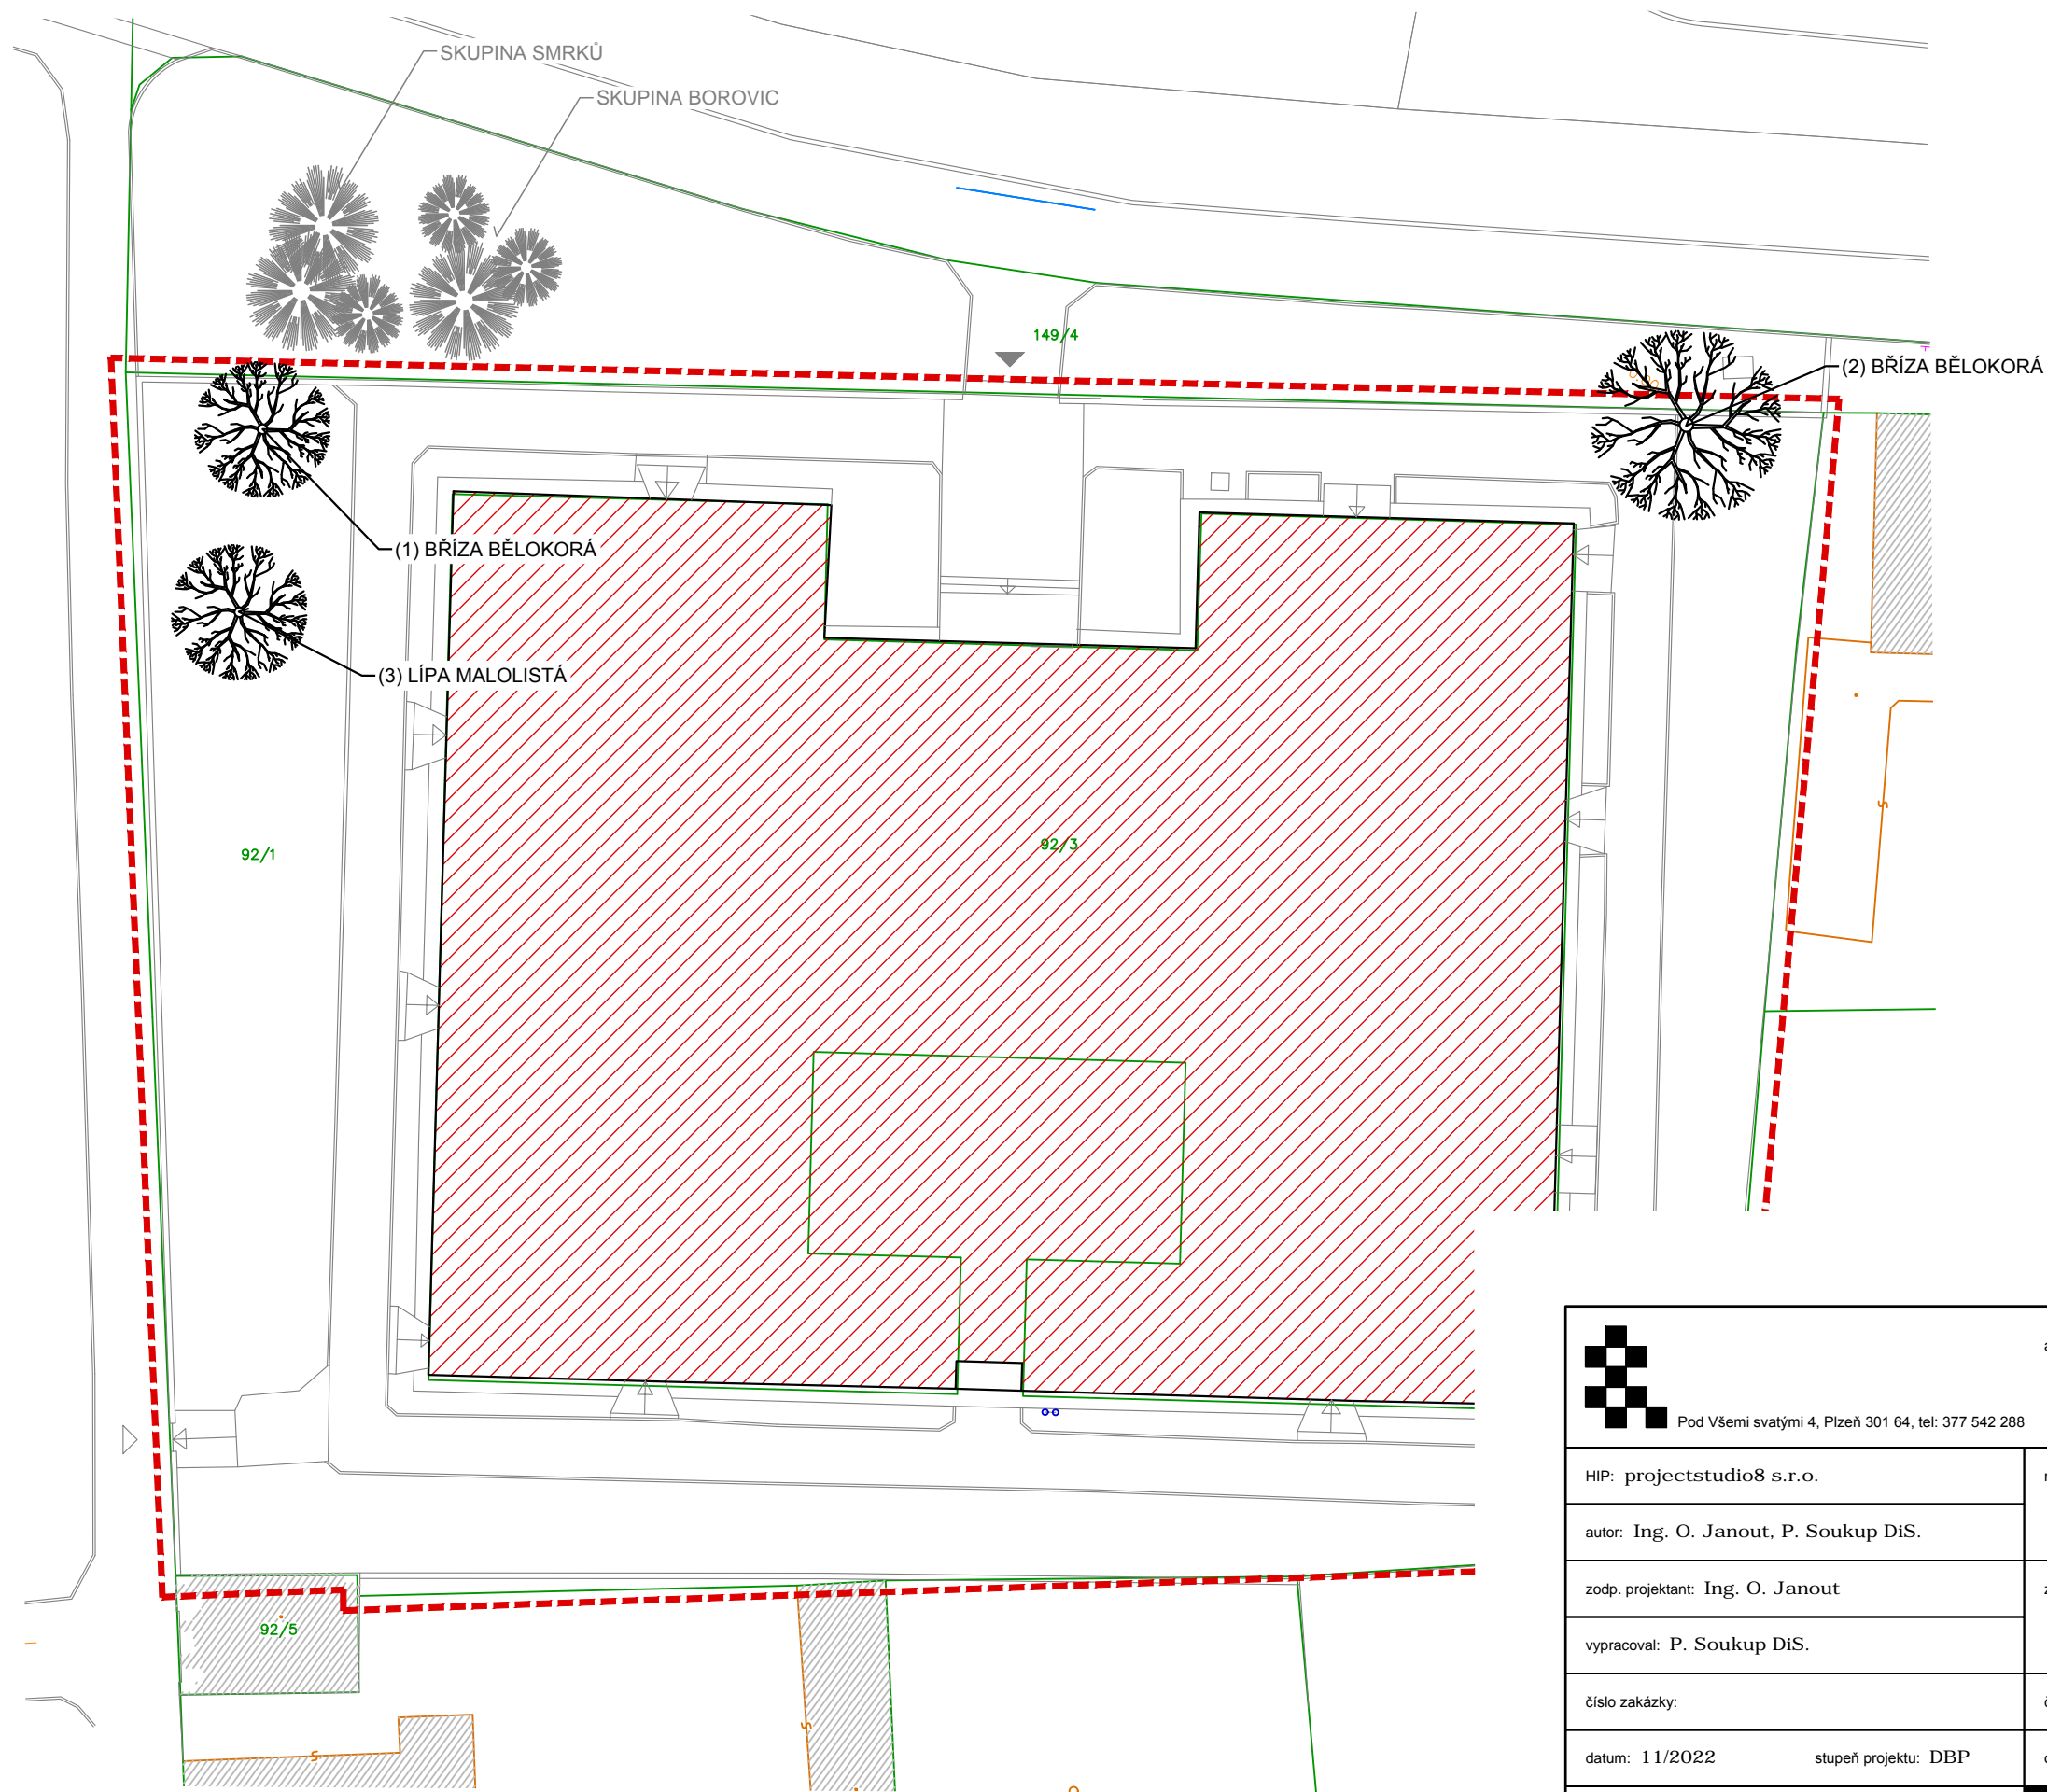 SKUPINA SMRKŮ
SKUPINA BOROVIC
149/4
(2) BŘÍZA BĚLOKORÁ
(1) BŘÍZA BĚLOKORÁ
(3) LÍPA MALOLISTÁ
92/1
92/3
92/5
Pod Všemi svatými 4, Plzeň 301 64, tel: 377 542 288
HIP: projectstudio8 s.r.o.
autor: Ing. O. Janout, P. Soukup DiS.
zodp. projektant: Ing. O. Janout
vypracoval: P. Soukup DiS.
číslo zakázky:
datum: 11/2022 stupeň projektu: DBP